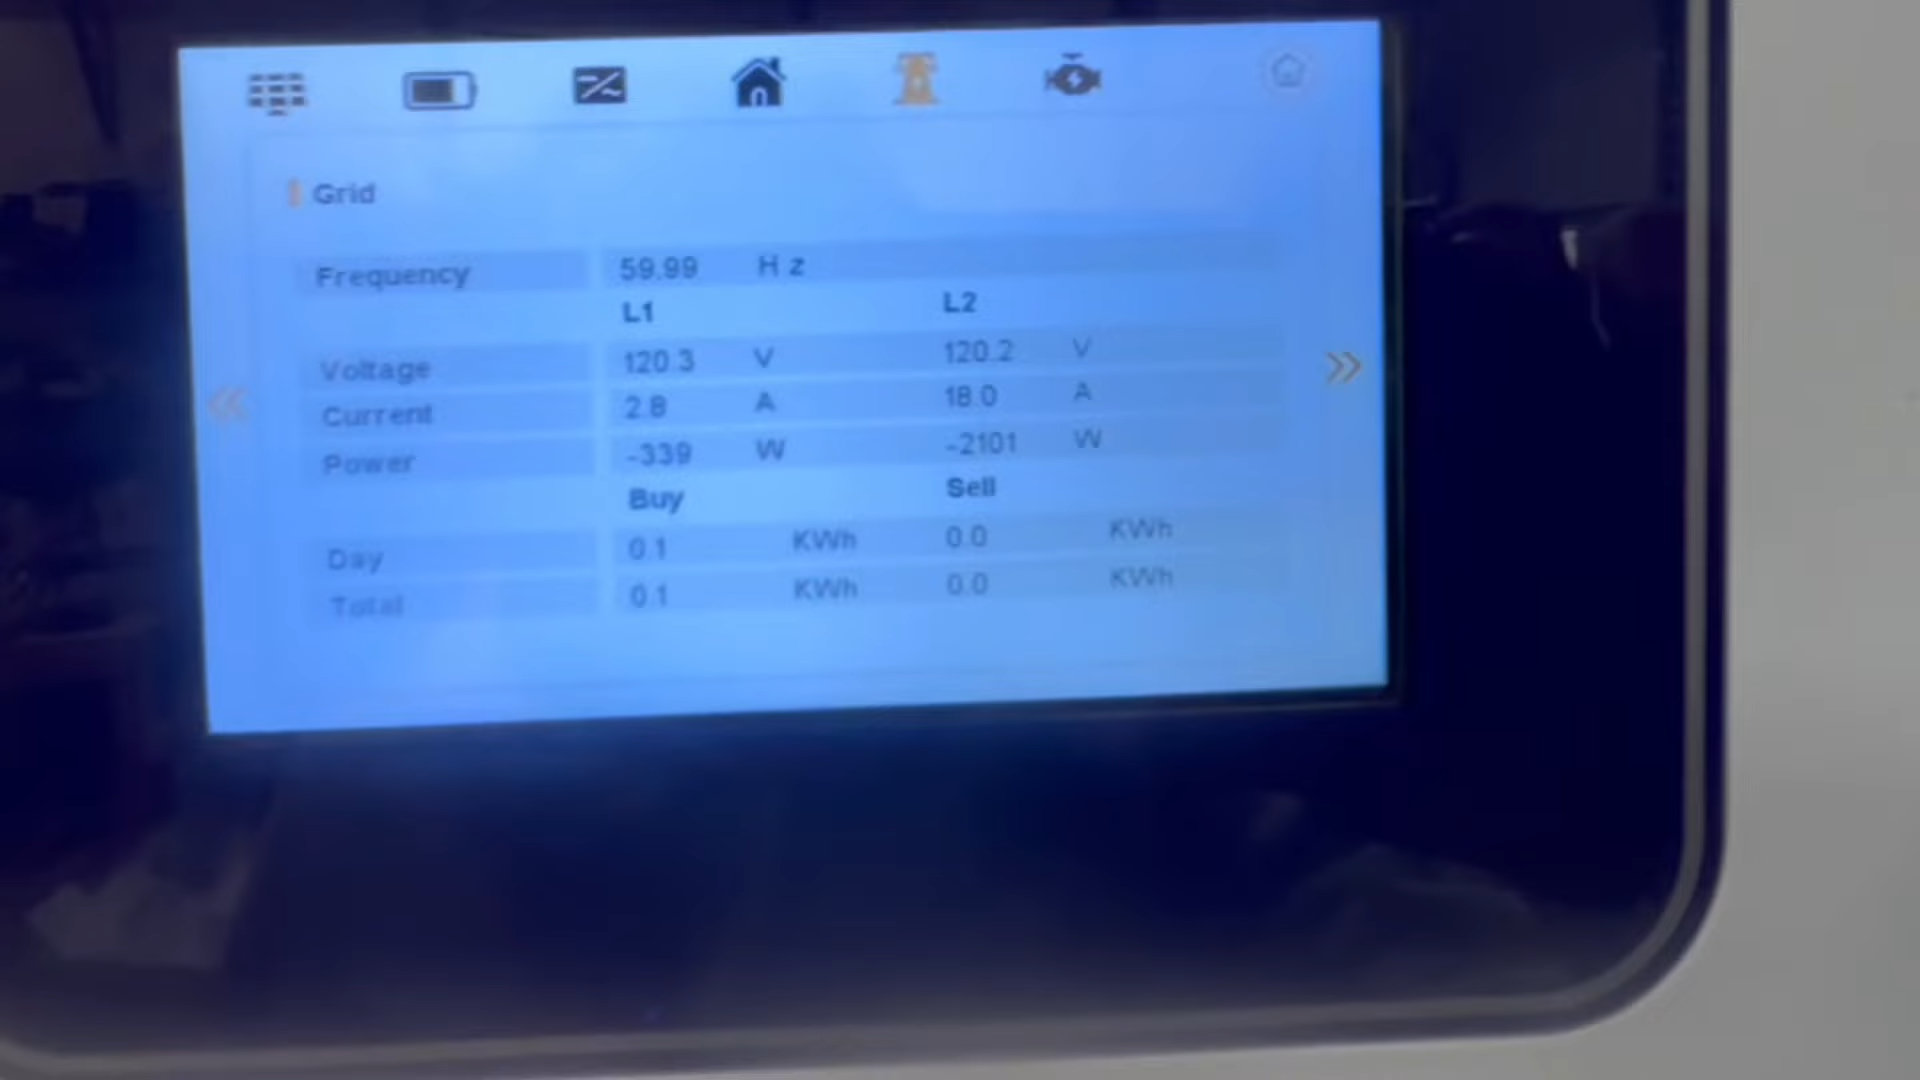 Grid
Frequency 59.99 Hz
L1 L2
Voltage 120.3 V 120.2 V
Current 2.8 A 18.0 A
Power -339 W -2101 W
Buy Sell
Day 0.1 KWh 0.0 KWh
Total 0.1 KWh 0.0 KWh